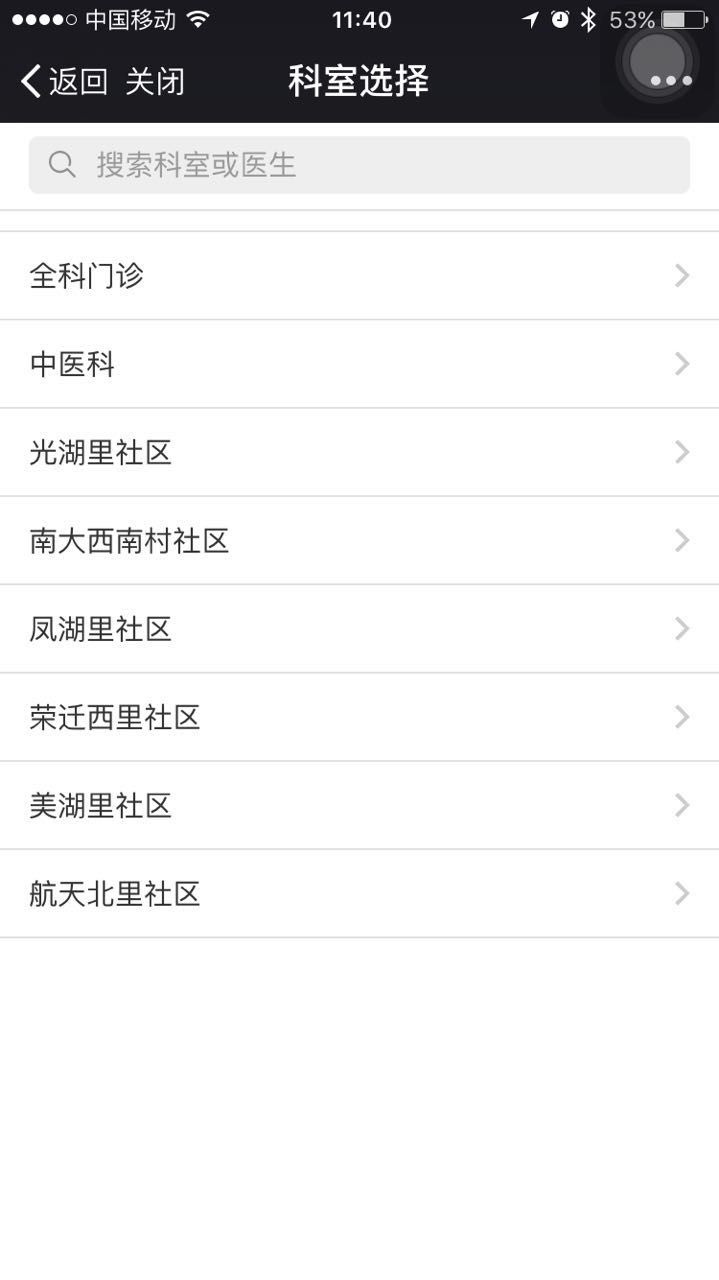 中国移动 11:40 53%
返回 关闭 科室选择
搜索科室或医生
全科门诊
中医科
光湖里社区
南大西南村社区
凤湖里社区
荣迁西里社区
美湖里社区
航天北里社区